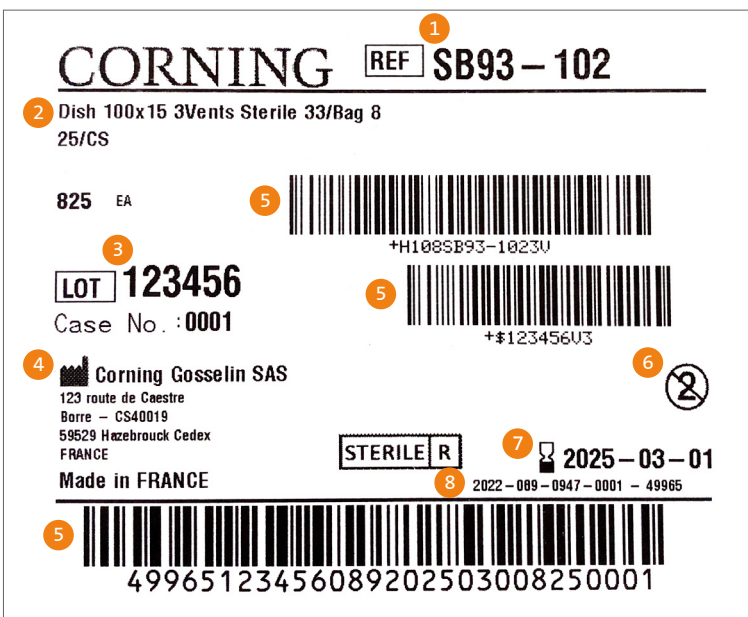 1
CORNING REF SB93-102
2 Dish 100x15 3Vents Sterile 33/Bag 8
25/CS
825 EA
5
+H108SB93-1023V
3
LOT 123456
5
+$123456V3
Case No.:0001
4 Corning Gosselin SAS
123 route de Caestre
Borre – CS40019
59529 Hazebrouck Cedex
FRANCE
Made in FRANCE
6
2
STERILE R
7 2025-03-01
8 2022-089-0947-0001 - 49965
5
49965123456089202503008250001